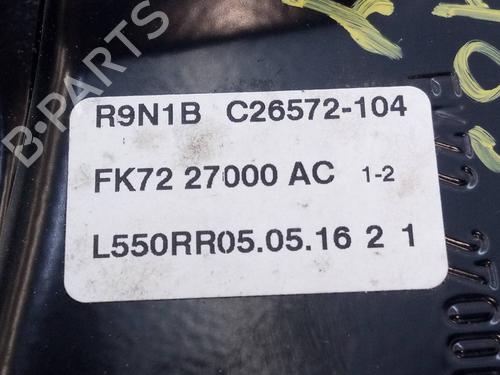 B-PARTS
R9N1B C26572-104
FK72 27000 AC 1-2
L550RR05.05.16 2 1